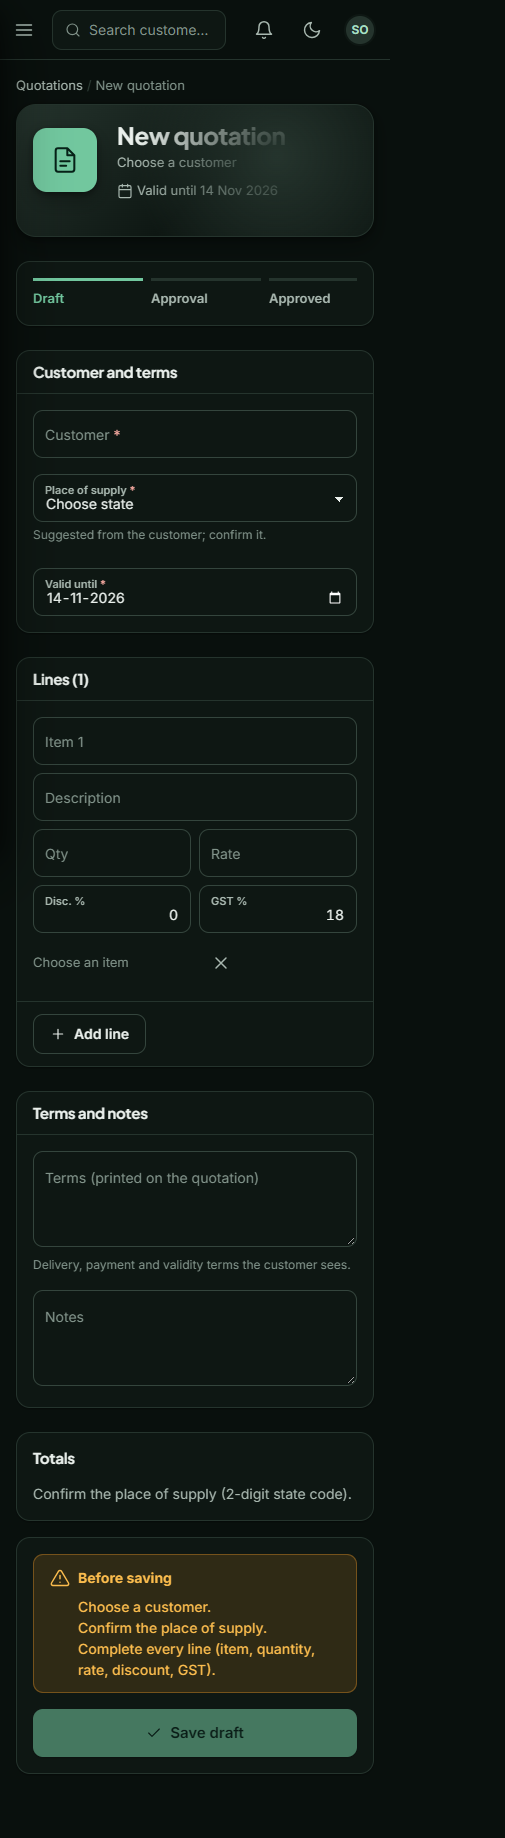 Search custome...
SO
Quotations / New quotation
New quotation
Choose a customer
Valid until 14 Nov 2026
Draft
Approval
Approved
Customer and terms
Customer *
Place of supply *
Choose state
Suggested from the customer; confirm it.
Valid until *
14-11-2026
Lines (1)
Item 1
Description
Qty
Rate
Disc. %
0
GST %
18
Choose an item
Add line
Terms and notes
Terms (printed on the quotation)
Delivery, payment and validity terms the customer sees.
Notes
Totals
Confirm the place of supply (2-digit state code).
Before saving
Choose a customer.
Confirm the place of supply.
Complete every line (item, quantity,
rate, discount, GST).
Save draft